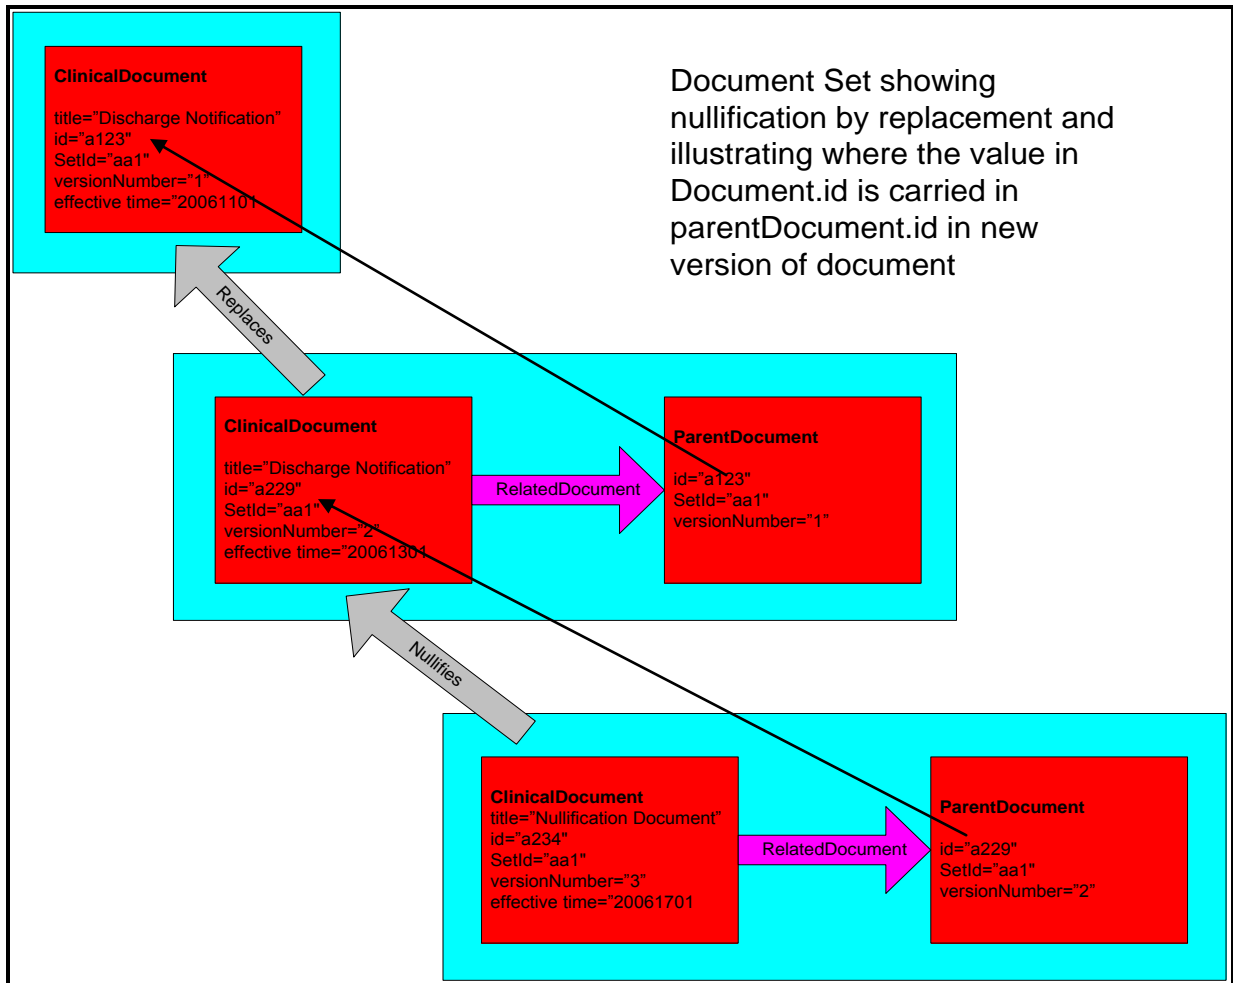 ClinicalDocument
title=”Discharge Notification”
id=”a123”
SetId=”aa1”
versionNumber=”1”
effective time=”20061101
Document Set showing
nullification by replacement and
illustrating where the value in
Document.id is carried in
parentDocument.id in new
version of document
Replaces
ClinicalDocument
title=”Discharge Notification”
id=”a229”
SetId=”aa1”
versionNumber=”2”
effective time=”20061301
RelatedDocument
ParentDocument
id=”a123”
SetId=”aa1”
versionNumber=”1”
Nullifies
ClinicalDocument
title=”Nullification Document”
id=”a234”
SetId=”aa1”
versionNumber=”3”
effective time=”20061701
RelatedDocument
ParentDocument
id=”a229”
SetId=”aa1”
versionNumber=”2”